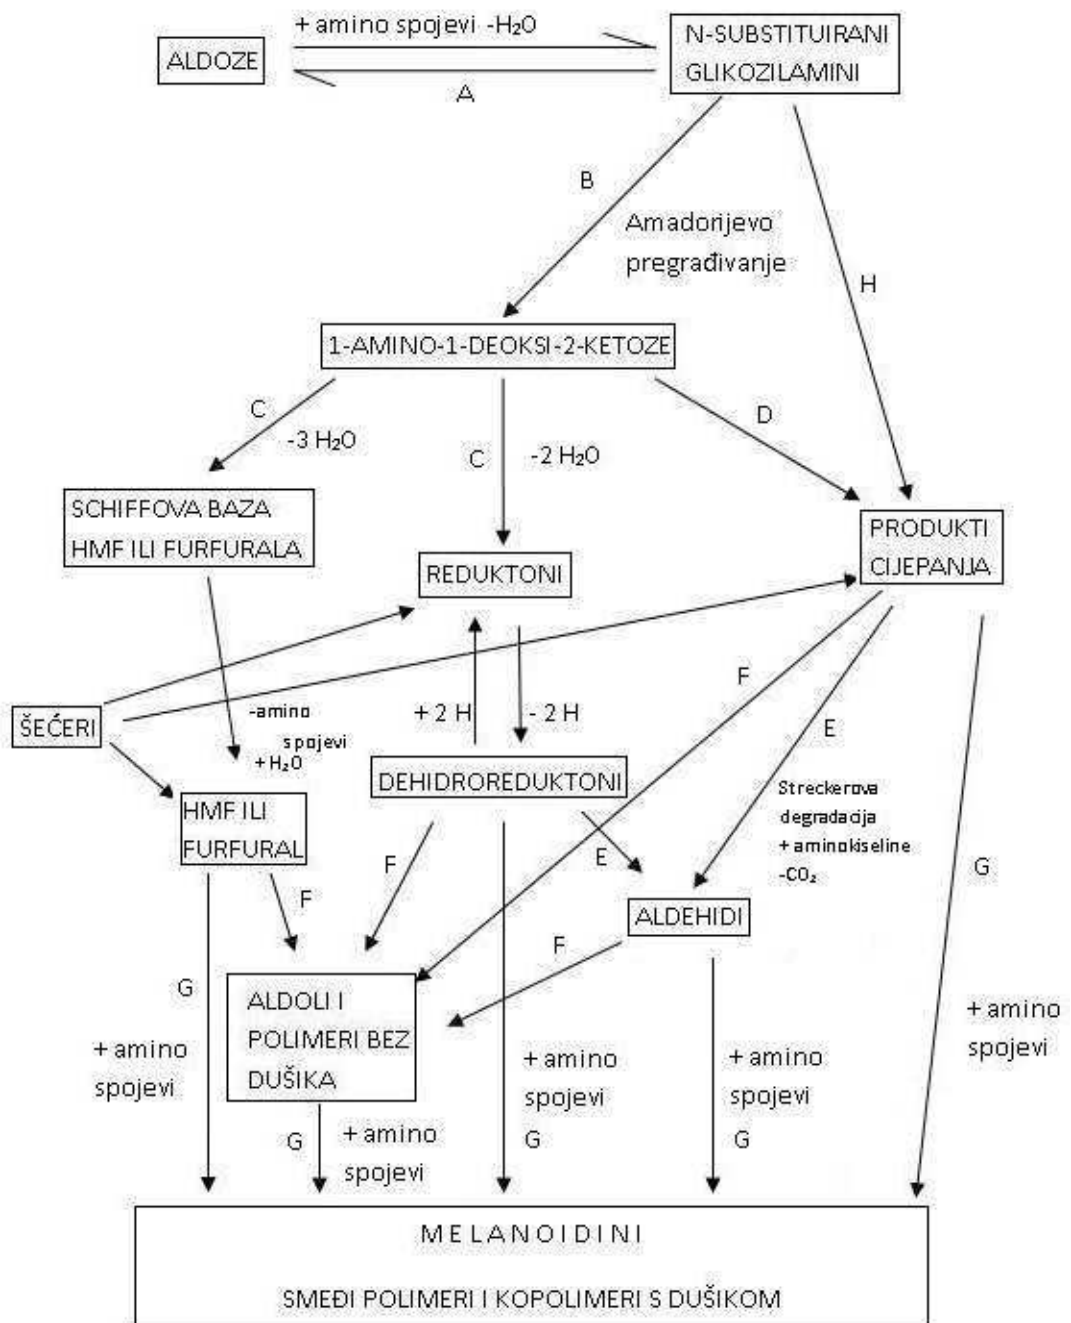 + amino spojevi -H₂O
ALDOZE
A
N-SUBSTITUIRANI
GLIKOZILAMINI
B
Amadorijevo
pregrađivanje
H
1-AMINO-1-DEOKSI-2-KETOZE
C
-3 H₂O
C
-2 H₂O
D
SCHIFFOVA BAZA
HMF ILI FURFURALA
REDUKTONI
PRODUKTI
CIJEPANJA
ŠEĆERI
-amino
spojevi
+H₂O
+ 2 H
- 2 H
F
E
DEHIDROREDUKTONI
Streckerova
degradacija
+ aminokiseline
-CO₂
HMF ILI
FURFURAL
F
F
E
G
ALDEHIDI
F
G
+ amino
spojevi
ALDOLI I
POLIMERI BEZ
DUŠIKA
G
+ amino
spojevi
+ amino
spojevi
G
+ amino
spojevi
G
+ amino
spojevi
MELANOIDINI
SMEĐI POLIMERI I KOPOLIMERI S DUŠIKOM